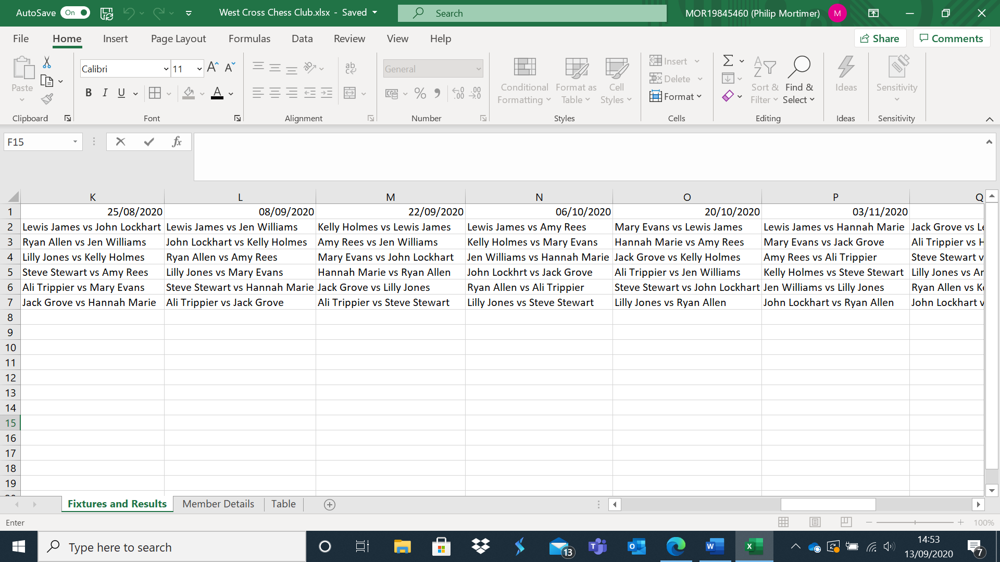 AutoSave On West Cross Chess Club.xlsx - Saved Search MOR19845460 (Philip Mortimer) M
File Home Insert Page Layout Formulas Data Review View Help Share Comments
Calibri 11 General
Paste B I U Conditional Formatting Format as Table Cell Styles Insert Delete Format Sort & Filter Find & Select Ideas Sensitivity
Clipboard Font Alignment Number Styles Cells Editing Ideas Sensitivity
F15 fx
K L M N O P Q
1 25/08/2020 08/09/2020 22/09/2020 06/10/2020 20/10/2020 03/11/2020
2 Lewis James vs John Lockhart Lewis James vs Jen Williams Kelly Holmes vs Lewis James Lewis James vs Amy Rees Mary Evans vs Lewis James Lewis James vs Hannah Marie Jack Grove vs Le
3 Ryan Allen vs Jen Williams John Lockhart vs Kelly Holmes Amy Rees vs Jen Williams Kelly Holmes vs Mary Evans Hannah Marie vs Amy Rees Mary Evans vs Jack Grove Ali Trippier vs H
4 Lilly Jones vs Kelly Holmes Ryan Allen vs Amy Rees Mary Evans vs John Lockhart Jen Williams vs Hannah Marie Jack Grove vs Kelly Holmes Amy Rees vs Ali Trippier Steve Stewart v
5 Steve Stewart vs Amy Rees Lilly Jones vs Mary Evans Hannah Marie vs Ryan Allen John Lockhrt vs Jack Grove Ali Trippier vs Jen Williams Kelly Holmes vs Steve Stewart Lilly Jones vs Ar
6 Ali Trippier vs Mary Evans Steve Stewart vs Hannah Marie Jack Grove vs Lilly Jones Ryan Allen vs Ali Trippier Steve Stewart vs John Lockhart Jen Williams vs Lilly Jones Ryan Allen vs Ke
7 Jack Grove vs Hannah Marie Ali Trippier vs Jack Grove Ali Trippier vs Steve Stewart Lilly Jones vs Steve Stewart Lilly Jones vs Ryan Allen John Lockhart vs Ryan Allen John Lockhart v
8
9
10
11
12
13
14
15
16
17
18
19
Fixtures and Results Member Details Table
Enter 100%
Type here to search 13 14:53
13/09/2020 7